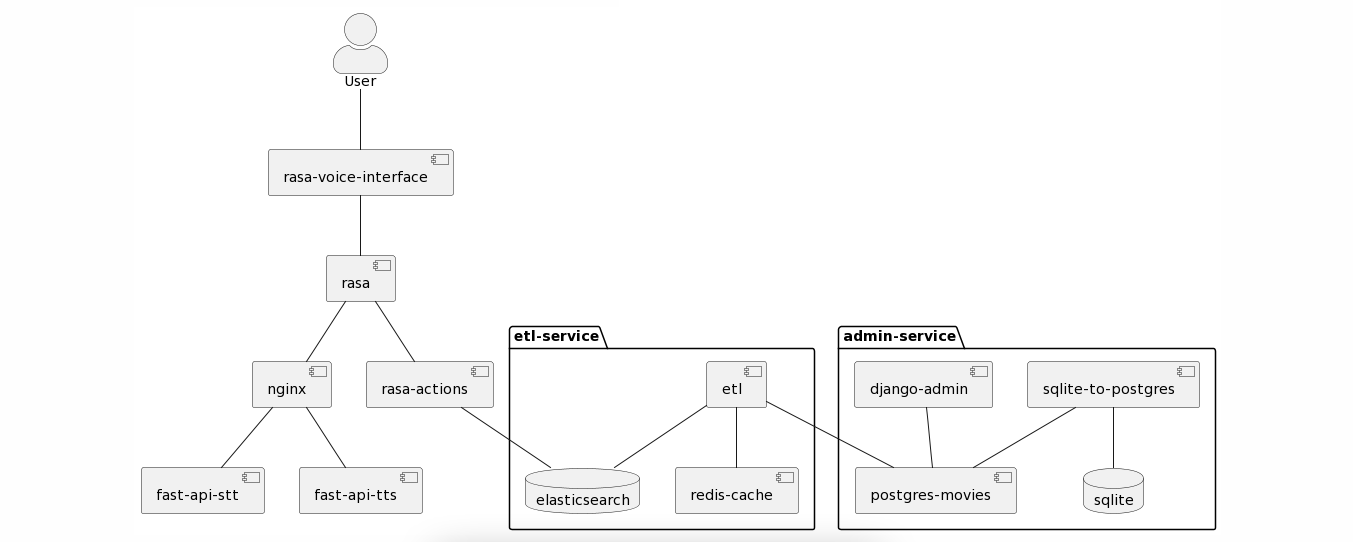 User
rasa-voice-interface
rasa
etl-service
admin-service
nginx
rasa-actions
etl
django-admin
sqlite-to-postgres
fast-api-stt
fast-api-tts
elasticsearch
redis-cache
postgres-movies
sqlite